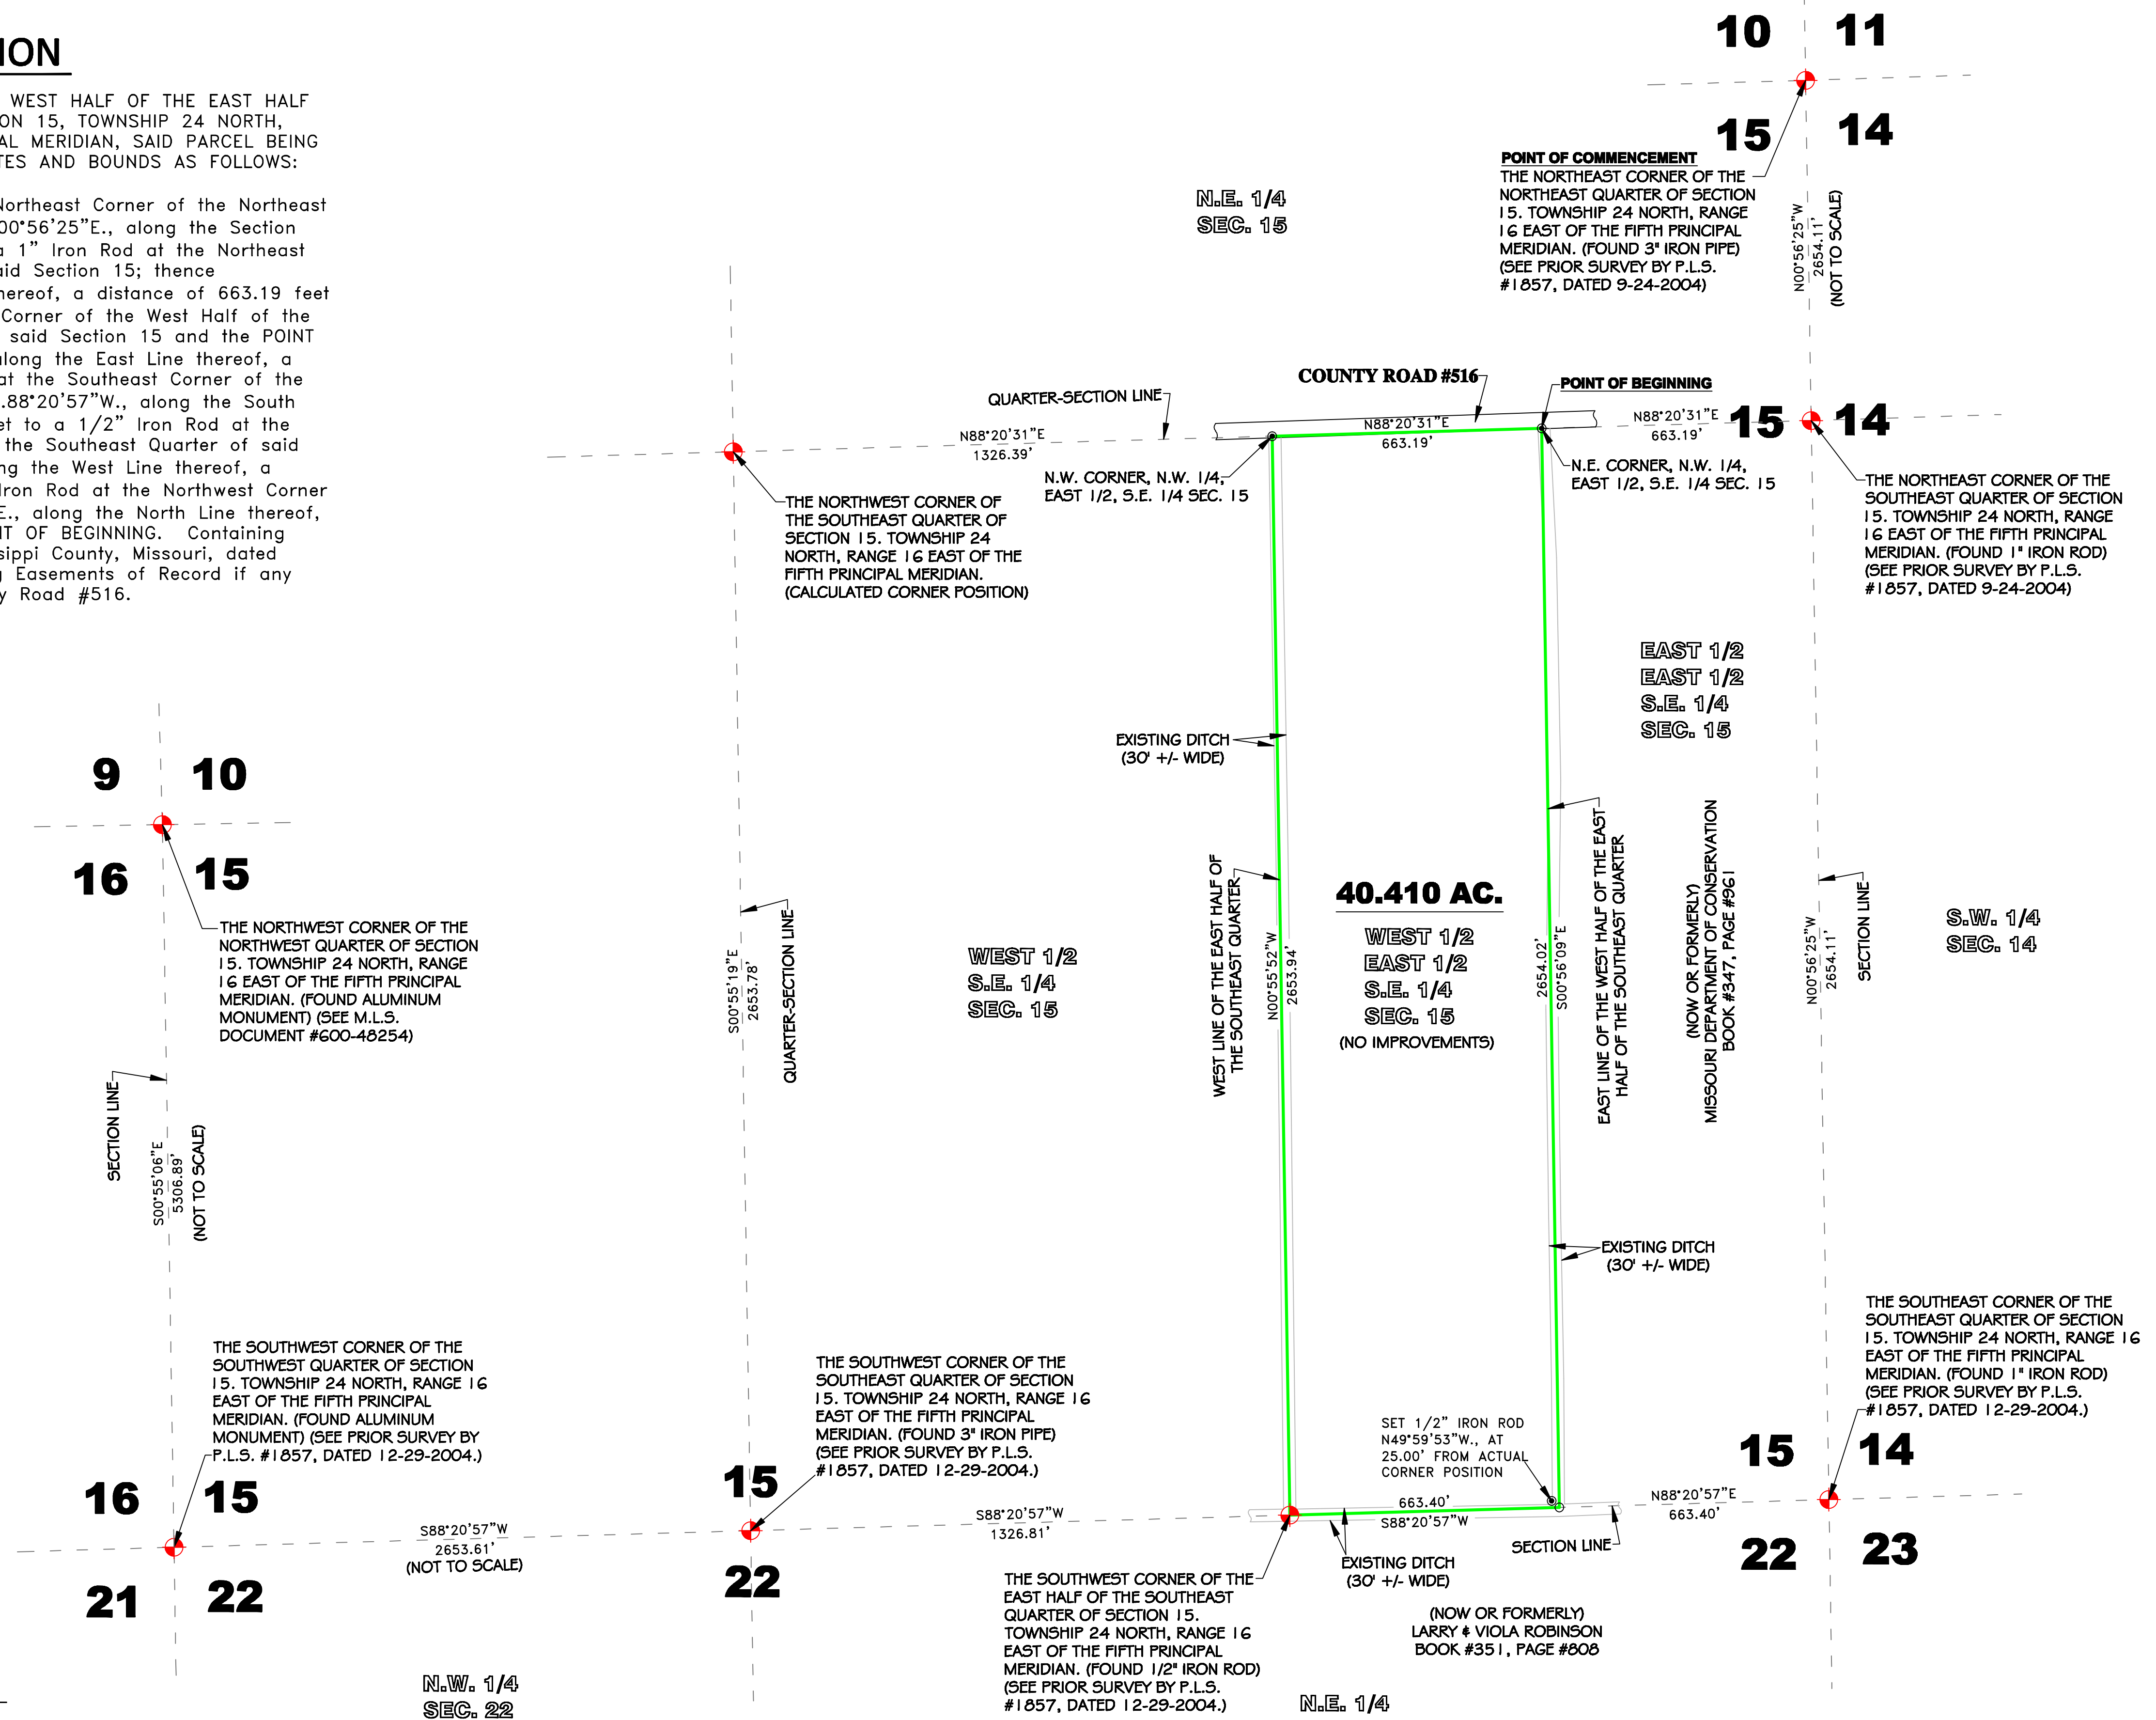 ION
WEST HALF OF THE EAST HALF
ON 15, TOWNSHIP 24 NORTH,
AL MERIDIAN, SAID PARCEL BEING
TES AND BOUNDS AS FOLLOWS:
Northeast Corner of the Northeast
00°56'25"E., along the Section
a 1" Iron Rod at the Northeast
aid Section 15; thence
hereof, a distance of 663.19 feet
Corner of the West Half of the
said Section 15 and the POINT
along the East Line thereof, a
at the Southeast Corner of the
.88°20'57"W., along the South
et to a 1/2" Iron Rod at the
the Southeast Quarter of said
ng the West Line thereof, a
Iron Rod at the Northwest Corner
E., along the North Line thereof,
IT OF BEGINNING. Containing
sippi County, Missouri, dated
g Easements of Record if any
y Road #516.
10
11
15
14
POINT OF COMMENCEMENT
THE NORTHEAST CORNER OF THE
NORTHEAST QUARTER OF SECTION
15. TOWNSHIP 24 NORTH, RANGE
16 EAST OF THE FIFTH PRINCIPAL
MERIDIAN. (FOUND 3" IRON PIPE)
(SEE PRIOR SURVEY BY P.L.S.
#1857, DATED 9-24-2004)
N00°56'25"W
2654.11'
(NOT TO SCALE)
N.E. 1/4
SEC. 15
COUNTY ROAD #516
POINT OF BEGINNING
QUARTER-SECTION LINE
N88°20'31"E
1326.39'
N88°20'31"E
663.19'
N88°20'31"E
663.19'
15
14
N.W. CORNER, N.W. 1/4,
EAST 1/2, S.E. 1/4 SEC. 15
N.E. CORNER, N.W. 1/4,
EAST 1/2, S.E. 1/4 SEC. 15
THE NORTHWEST CORNER OF
THE SOUTHEAST QUARTER OF
SECTION 15. TOWNSHIP 24
NORTH, RANGE 16 EAST OF THE
FIFTH PRINCIPAL MERIDIAN.
(CALCULATED CORNER POSITION)
THE NORTHEAST CORNER OF THE
SOUTHEAST QUARTER OF SECTION
15. TOWNSHIP 24 NORTH, RANGE
16 EAST OF THE FIFTH PRINCIPAL
MERIDIAN. (FOUND 1" IRON ROD)
(SEE PRIOR SURVEY BY P.L.S.
#1857, DATED 9-24-2004)
EAST 1/2
EAST 1/2
S.E. 1/4
SEC. 15
EXISTING DITCH
(30' +/- WIDE)
9
10
16
15
THE NORTHWEST CORNER OF THE
NORTHWEST QUARTER OF SECTION
15. TOWNSHIP 24 NORTH, RANGE
16 EAST OF THE FIFTH PRINCIPAL
MERIDIAN. (FOUND ALUMINUM
MONUMENT) (SEE M.L.S.
DOCUMENT #600-48254)
SECTION LINE
S00°55'06"E
5306.89'
(NOT TO SCALE)
S00°55'19"E
2653.78'
QUARTER-SECTION LINE
WEST 1/2
S.E. 1/4
SEC. 15
WEST LINE OF THE EAST HALF OF
THE SOUTHEAST QUARTER
N00°55'52"W
2653.94'
40.410 AC.
WEST 1/2
EAST 1/2
S.E. 1/4
SEC. 15
(NO IMPROVEMENTS)
2654.02'
S00°56'09"E
EAST LINE OF THE WEST HALF OF THE EAST
HALF OF THE SOUTHEAST QUARTER
(NOW OR FORMERLY)
MISSOURI DEPARTMENT OF CONSERVATION
BOOK #347, PAGE #961
N00°56'25"W
2654.11'
SECTION LINE
S.W. 1/4
SEC. 14
EXISTING DITCH
(30' +/- WIDE)
THE SOUTHEAST CORNER OF THE
SOUTHEAST QUARTER OF SECTION
15. TOWNSHIP 24 NORTH, RANGE 16
EAST OF THE FIFTH PRINCIPAL
MERIDIAN. (FOUND 1" IRON ROD)
(SEE PRIOR SURVEY BY P.L.S.
#1857, DATED 12-29-2004.)
THE SOUTHWEST CORNER OF THE
SOUTHWEST QUARTER OF SECTION
15. TOWNSHIP 24 NORTH, RANGE 16
EAST OF THE FIFTH PRINCIPAL
MERIDIAN. (FOUND ALUMINUM
MONUMENT) (SEE PRIOR SURVEY BY
P.L.S. #1857, DATED 12-29-2004.)
THE SOUTHWEST CORNER OF THE
SOUTHEAST QUARTER OF SECTION
15. TOWNSHIP 24 NORTH, RANGE 16
EAST OF THE FIFTH PRINCIPAL
MERIDIAN. (FOUND 3" IRON PIPE)
(SEE PRIOR SURVEY BY P.L.S.
#1857, DATED 12-29-2004.)
SET 1/2" IRON ROD
N49°59'53"W., AT
25.00' FROM ACTUAL
CORNER POSITION
16
15
15
15
14
S88°20'57"W
2653.61'
(NOT TO SCALE)
S88°20'57"W
1326.81'
663.40'
S88°20'57"W
N88°20'57"E
663.40'
SECTION LINE
21
22
22
22
23
EXISTING DITCH
(30' +/- WIDE)
THE SOUTHWEST CORNER OF THE
EAST HALF OF THE SOUTHEAST
QUARTER OF SECTION 15.
TOWNSHIP 24 NORTH, RANGE 16
EAST OF THE FIFTH PRINCIPAL
MERIDIAN. (FOUND 1/2" IRON ROD)
(SEE PRIOR SURVEY BY P.L.S.
#1857, DATED 12-29-2004.)
(NOW OR FORMERLY)
LARRY & VIOLA ROBINSON
BOOK #351, PAGE #808
N.W. 1/4
SEC. 22
N.E. 1/4